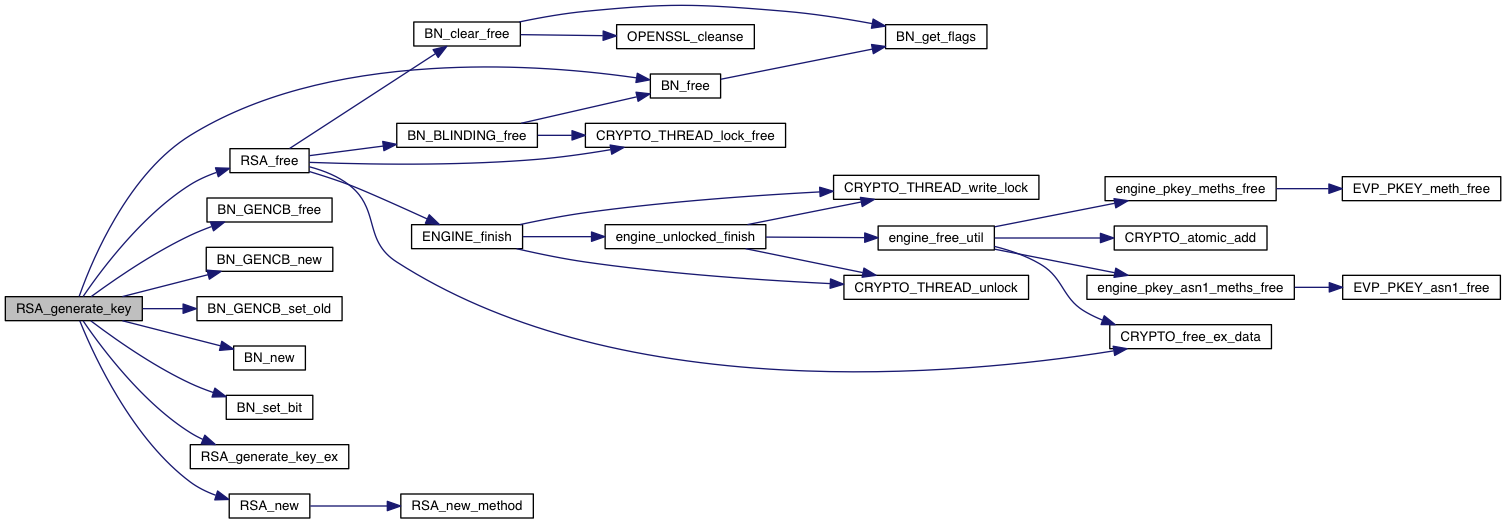 BN_clear_free
OPENSSL_cleanse
BN_get_flags
BN_free
BN_BLINDING_free
CRYPTO_THREAD_lock_free
RSA_free
CRYPTO_THREAD_write_lock
engine_pkey_meths_free
EVP_PKEY_meth_free
BN_GENCB_free
ENGINE_finish
engine_unlocked_finish
engine_free_util
CRYPTO_atomic_add
BN_GENCB_new
CRYPTO_THREAD_unlock
engine_pkey_asn1_meths_free
EVP_PKEY_asn1_free
RSA_generate_key
BN_GENCB_set_old
CRYPTO_free_ex_data
BN_new
BN_set_bit
RSA_generate_key_ex
RSA_new
RSA_new_method